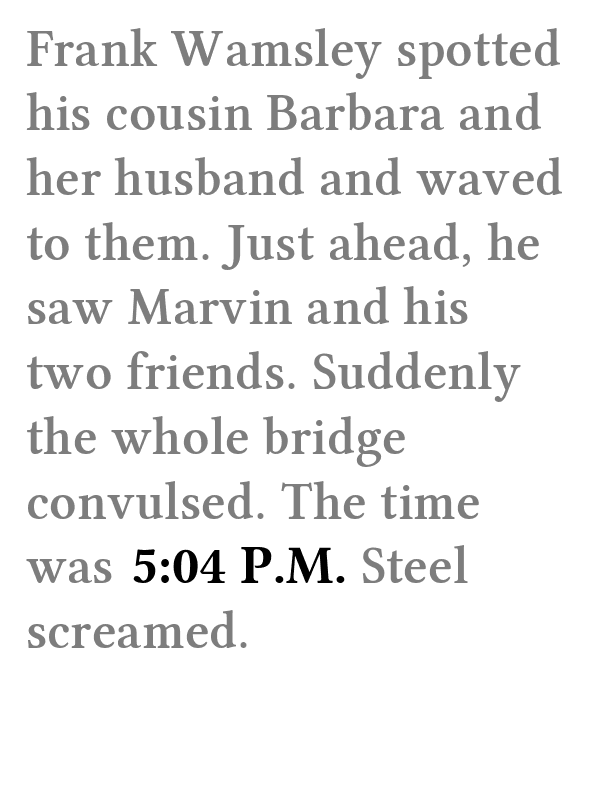 Frank Wamsley spotted
his cousin Barbara and
her husband and waved
to them. Just ahead, he
saw Marvin and his
two friends. Suddenly
the whole bridge
convulsed. The time
was 5:04 P.M. Steel
screamed.